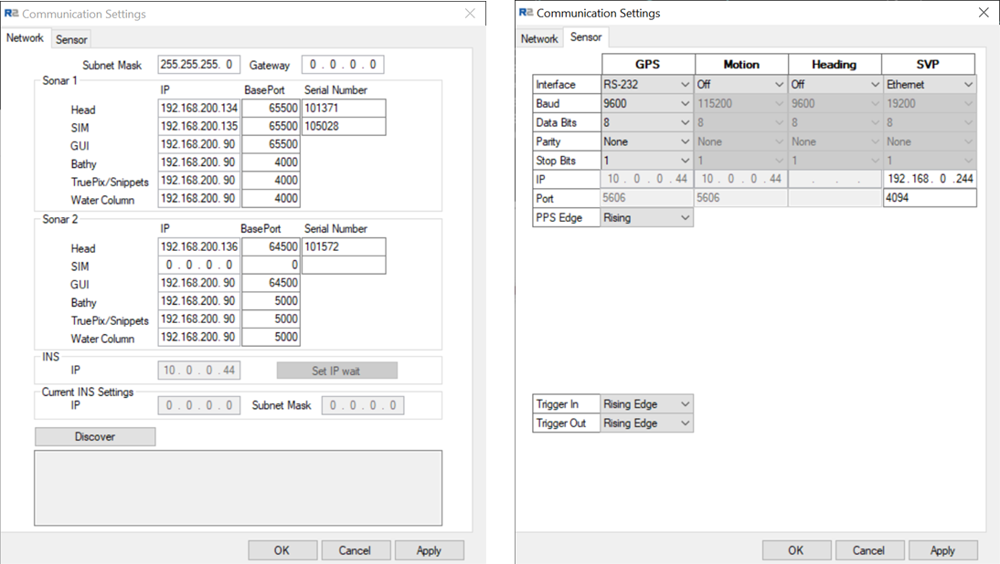 R2 Communication Settings
Network Sensor
Subnet Mask 255.255.255. 0 Gateway 0 . 0 . 0 . 0
Sonar 1
IP BasePort Serial Number
Head 192.168.200.134 65500 101371
SIM 192.168.200.135 65500 105028
GUI 192.168.200. 90 65500
Bathy 192.168.200. 90 4000
TruePix/Snippets 192.168.200. 90 4000
Water Column 192.168.200. 90 4000
Sonar 2
IP BasePort Serial Number
Head 192.168.200.136 64500 101572
SIM 0 . 0 . 0 . 0 0
GUI 192.168.200. 90 64500
Bathy 192.168.200. 90 5000
TruePix/Snippets 192.168.200. 90 5000
Water Column 192.168.200. 90 5000
INS
IP 10 . 0 . 0 . 44 Set IP wait
Current INS Settings
IP 0 . 0 . 0 . 0 Subnet Mask 0 . 0 . 0 . 0
Discover
OK Cancel Apply
R2 Communication Settings
Network Sensor
GPS Motion Heading SVP
Interface RS-232 Off Off Ethernet
Baud 9600 115200 9600 19200
Data Bits 8 8 8 8
Parity None None None None
Stop Bits 1 1 1 1
IP 10 . 0 . 0 . 44 10 . 0 . 0 . 44 . . . 192.168. 0 .244
Port 5606 5606 4094
PPS Edge Rising
Trigger In Rising Edge
Trigger Out Rising Edge
OK Cancel Apply